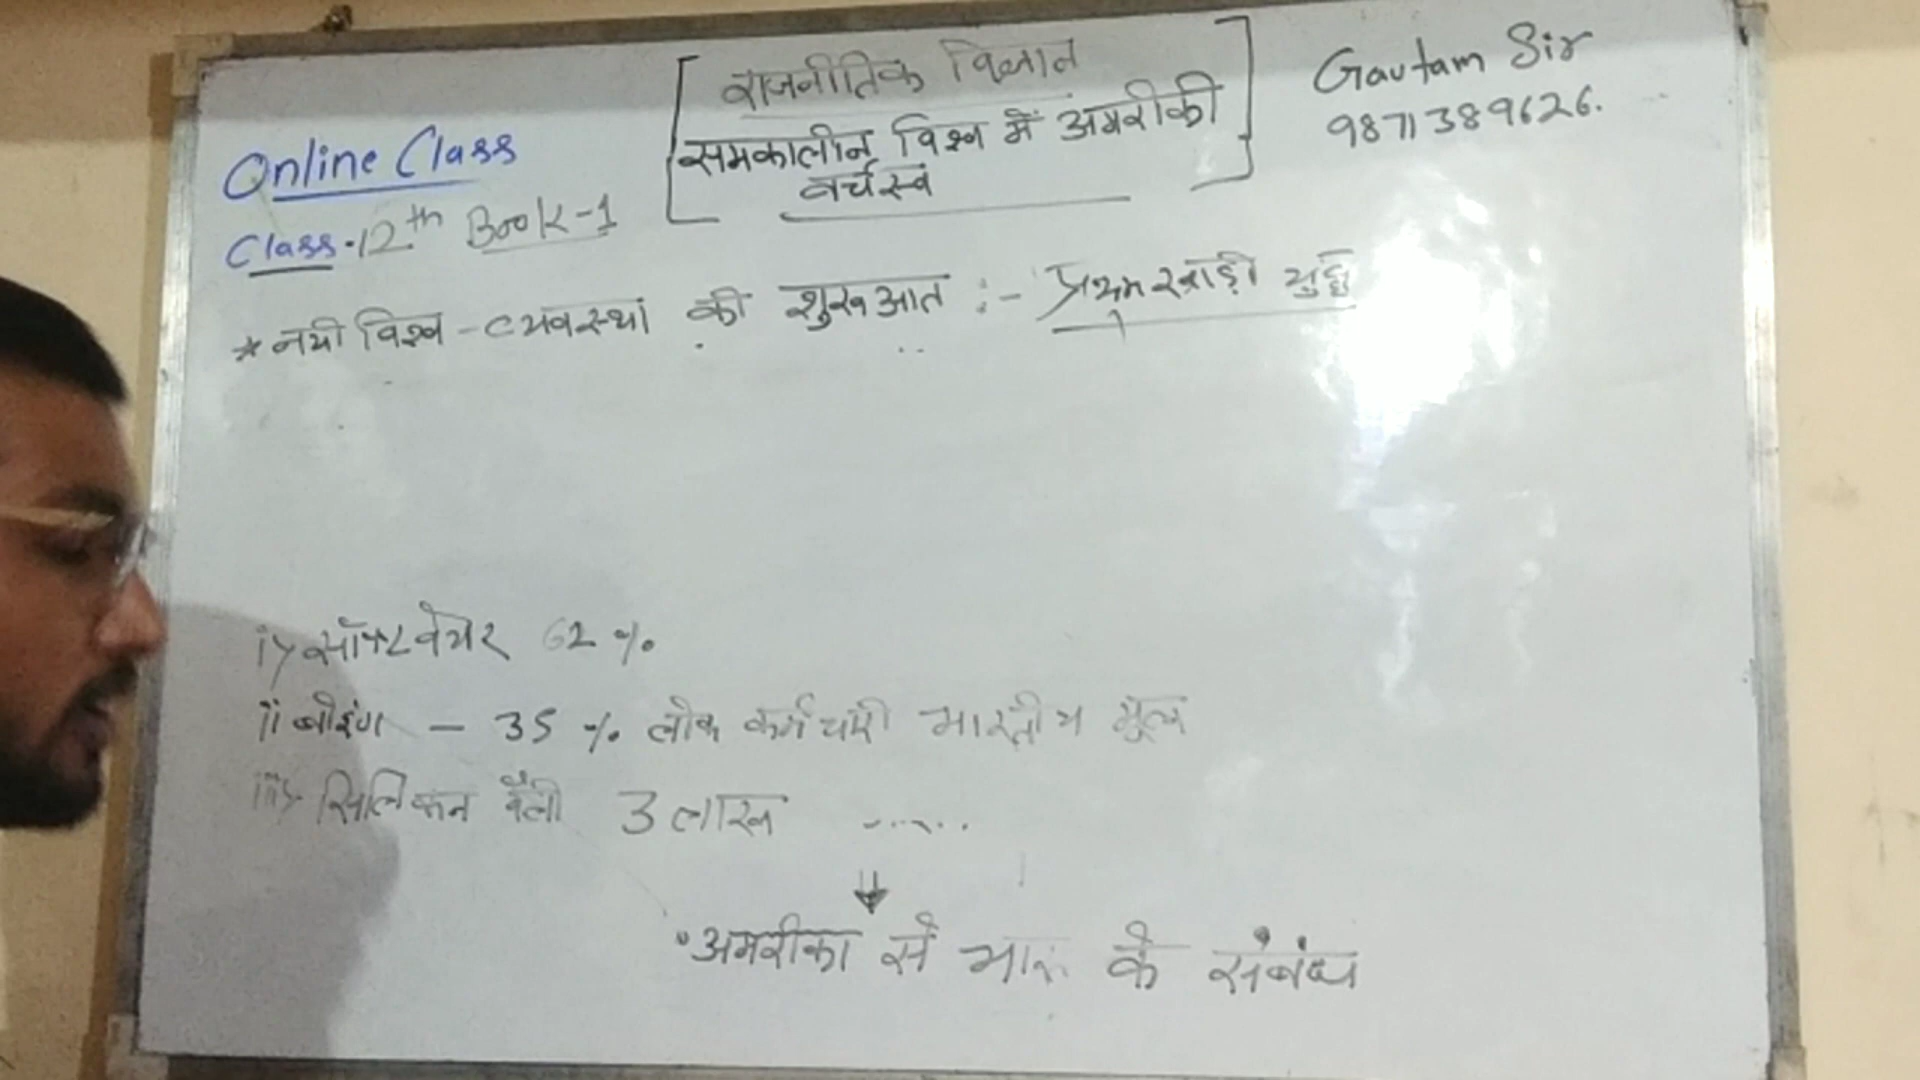 राजनीतिक विज्ञान
समकालीन विश्व में अमरीकी
वर्चस्व
Gautam Sir
9871389626.
Online Class
Class-12th Book-1
* नयी विश्व - व्यवस्था की शुरुआत :- प्रथम खाड़ी युद्ध
i> सॉफ्टवेयर 62 %
ii बोइंग - 35 % लोक कर्मचारी भारतीय मूल
iii> सिलिकन वैली 3 लाख ......
⇓
• अमरीका से भार के संबंध